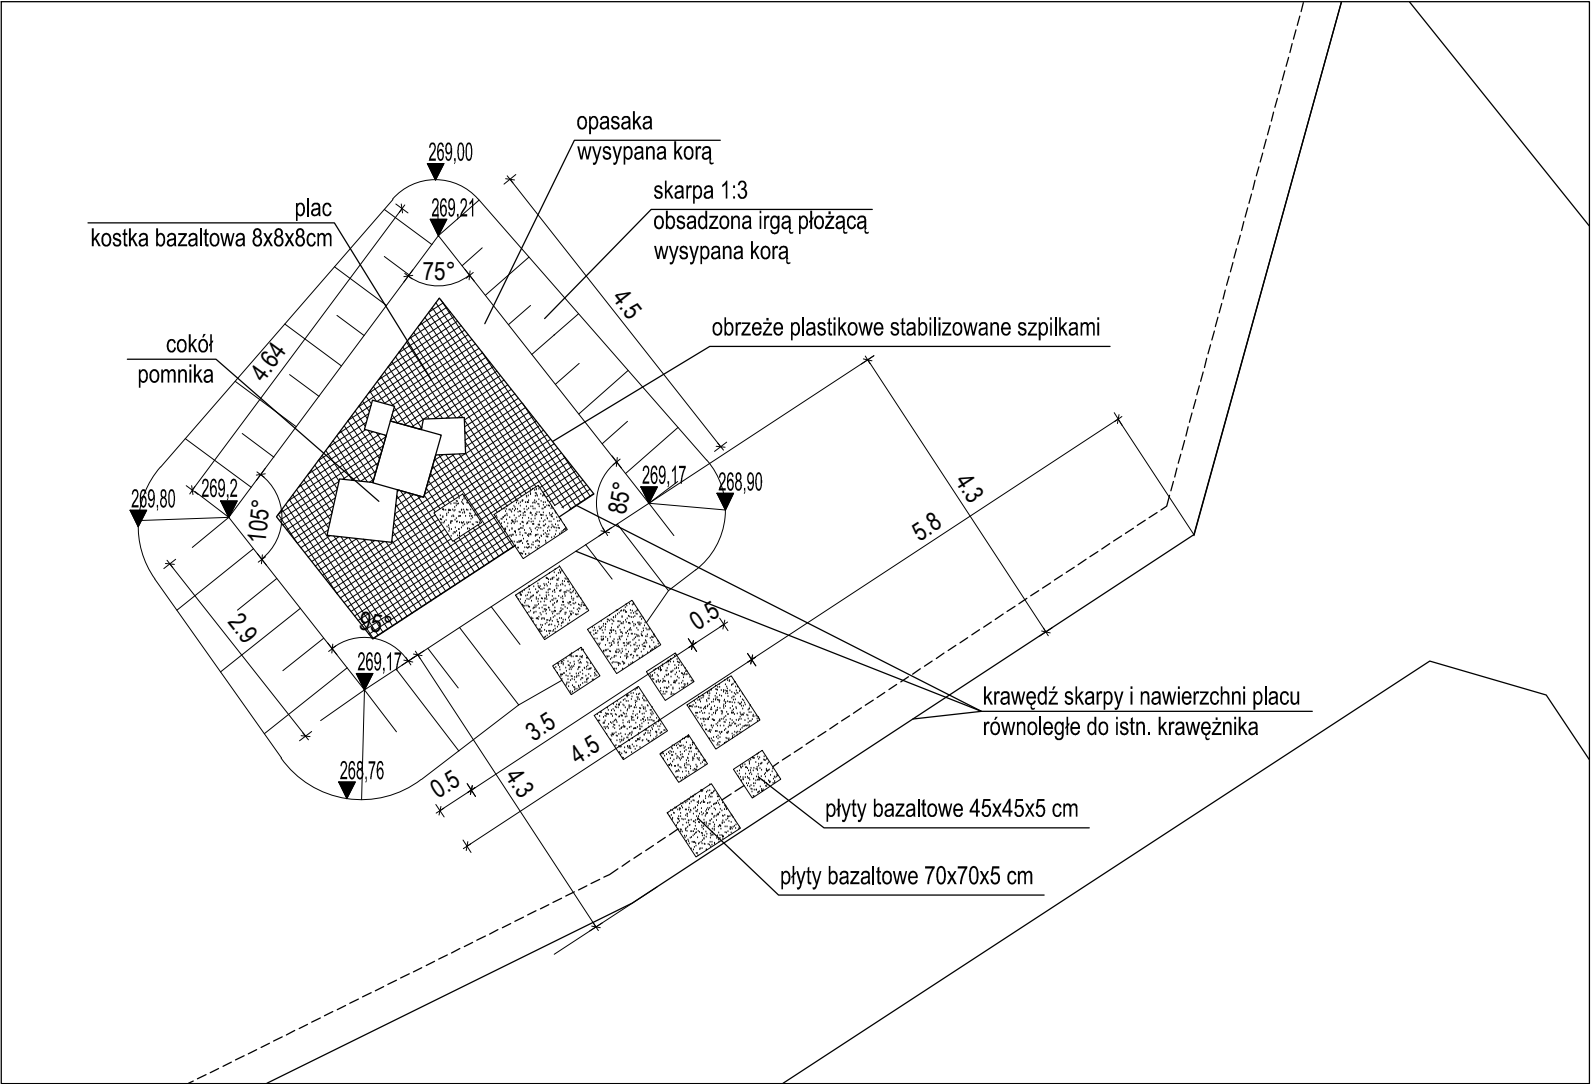 opasaka
wysypana korą
269,00
skarpa 1:3
obsadzona irgą płożącą
wysypana korą
plac
kostka bazaltowa 8x8x8cm
269,21
75°
4.5
obrzeże plastikowe stabilizowane szpilkami
cokół
pomnika
4.64
269,80
269,2
105°
85°
269,17
268,90
4.3
5.8
2.9
95°
269,17
0.5
3.5
4.5
krawędź skarpy i nawierzchni placu
równoległe do istn. krawężnika
268,76
0.5
4.3
płyty bazaltowe 45x45x5 cm
płyty bazaltowe 70x70x5 cm